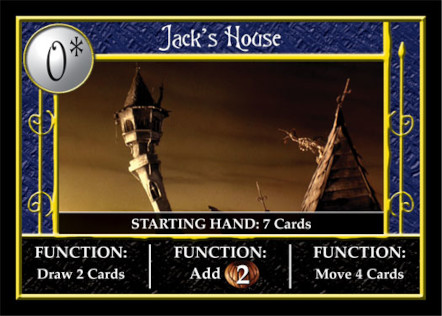 Jack's House
0*
STARTING HAND: 7 Cards
FUNCTION:
Draw 2 Cards
FUNCTION:
Add 2
FUNCTION:
Move 4 Cards